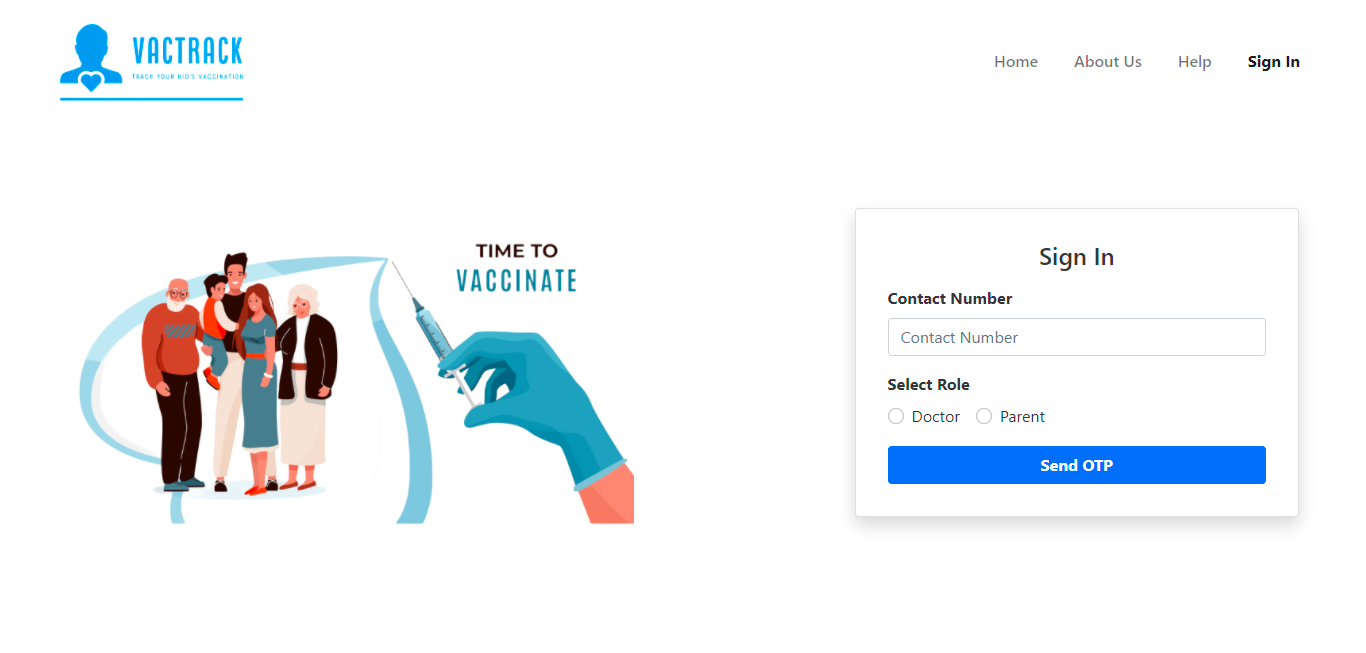 VACTRACK
TRACK YOUR KID'S VACCINATION
Home About Us Help Sign In
TIME TO
VACCINATE
Sign In
Contact Number
Contact Number
Select Role
Doctor Parent
Send OTP